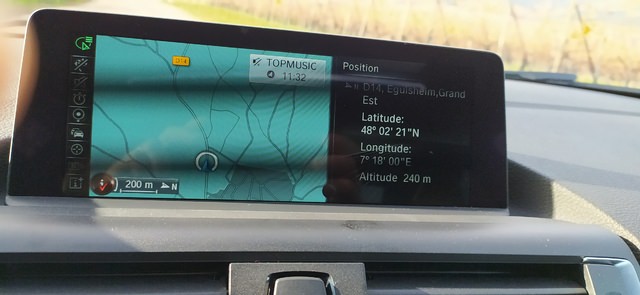 D14
TOPMUSIC
11:32
200 m
N
Position
D14, Eguisheim,Grand
Est
Latitude:
48° 02' 21"N
Longitude:
7° 18' 00"E
Altitude 240 m